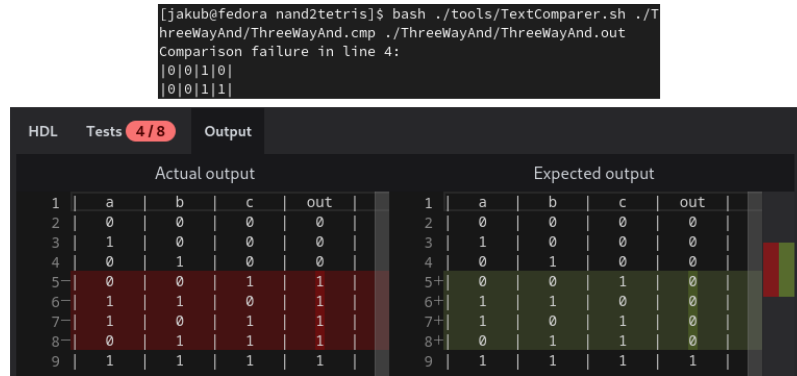 [jakub@fedora nand2tetris]$ bash ./tools/TextComparer.sh ./T
hreeWayAnd/ThreeWayAnd.cmp ./ThreeWayAnd/ThreeWayAnd.out
Comparison failure in line 4:
|0|0|1|0|
|0|0|1|1|
HDL Tests 4 / 8 Output
Actual output
1 | a | b | c | out |
2 | 0 | 0 | 0 | 0 |
3 | 1 | 0 | 0 | 0 |
4 | 0 | 1 | 0 | 0 |
5-| 0 | 0 | 1 | 1 |
6-| 1 | 1 | 0 | 1 |
7-| 1 | 0 | 1 | 1 |
8-| 0 | 1 | 1 | 1 |
9 | 1 | 1 | 1 | 1 |
Expected output
1 | a | b | c | out |
2 | 0 | 0 | 0 | 0 |
3 | 1 | 0 | 0 | 0 |
4 | 0 | 1 | 0 | 0 |
5+| 0 | 0 | 1 | 0 |
6+| 1 | 1 | 0 | 0 |
7+| 1 | 0 | 1 | 0 |
8+| 0 | 1 | 1 | 0 |
9 | 1 | 1 | 1 | 1 |